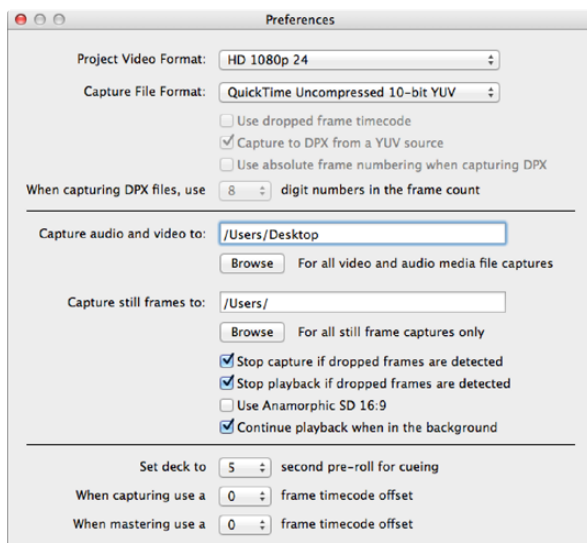 Preferences
Project Video Format: HD 1080p 24
Capture File Format: QuickTime Uncompressed 10-bit YUV
Use dropped frame timecode
Capture to DPX from a YUV source
Use absolute frame numbering when capturing DPX
When capturing DPX files, use 8 digit numbers in the frame count
Capture audio and video to: /Users/Desktop
Browse For all video and audio media file captures
Capture still frames to: /Users/
Browse For all still frame captures only
Stop capture if dropped frames are detected
Stop playback if dropped frames are detected
Use Anamorphic SD 16:9
Continue playback when in the background
Set deck to 5 second pre-roll for cueing
When capturing use a 0 frame timecode offset
When mastering use a 0 frame timecode offset